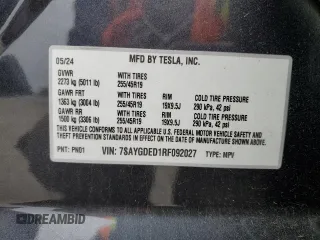 05/24 MFD BY TESLA, INC.
GVWR
2273 kg (5011 lb) WITH TIRES 255/45R19
GAWR FRT WITH TIRES RIM COLD TIRE PRESSURE
1363 kg (3004 lb) 255/45R19 19X9.5J 290 kPa, 42 psi
GAWR RR WITH TIRES RIM COLD TIRE PRESSURE
1500 kg (3306 lb) 255/45R19 19X9.5J 290 kPa, 42 psi
THIS VEHICLE CONFORMS TO ALL APPLICABLE FEDERAL MOTOR VEHICLE
SAFETY, BUMPER AND THEFT PREVENTION STANDARDS IN EFFECT ON THE
DATE OF MANUFACTURE SHOWN ABOVE.
PNT: PN01 VIN: 7SAYGDED1RF092027 TYPE: MPV
DREAMBID